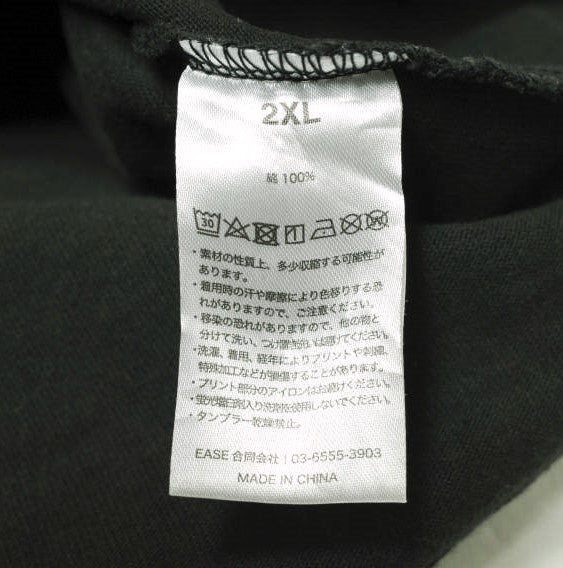 2XL
綿 100%
30
・素材の性質上、多少収縮する可能性が
あります。
・着用時の汗や摩擦により色移りする恐
れがありますので、ご注意ください。
・移染の恐れがありますので、他の物と
分けて洗い、つけ置き洗いは避けてください。
・洗濯、着用、経年によりプリントや刺繍、
特殊加工などが損傷することがあります。
・プリント部分のアイロンはお避けください。
・蛍光増白剤入り洗剤を使用しないでください。
・タンブラー乾燥禁止。
EASE 合同会社 | 03-6555-3903
MADE IN CHINA